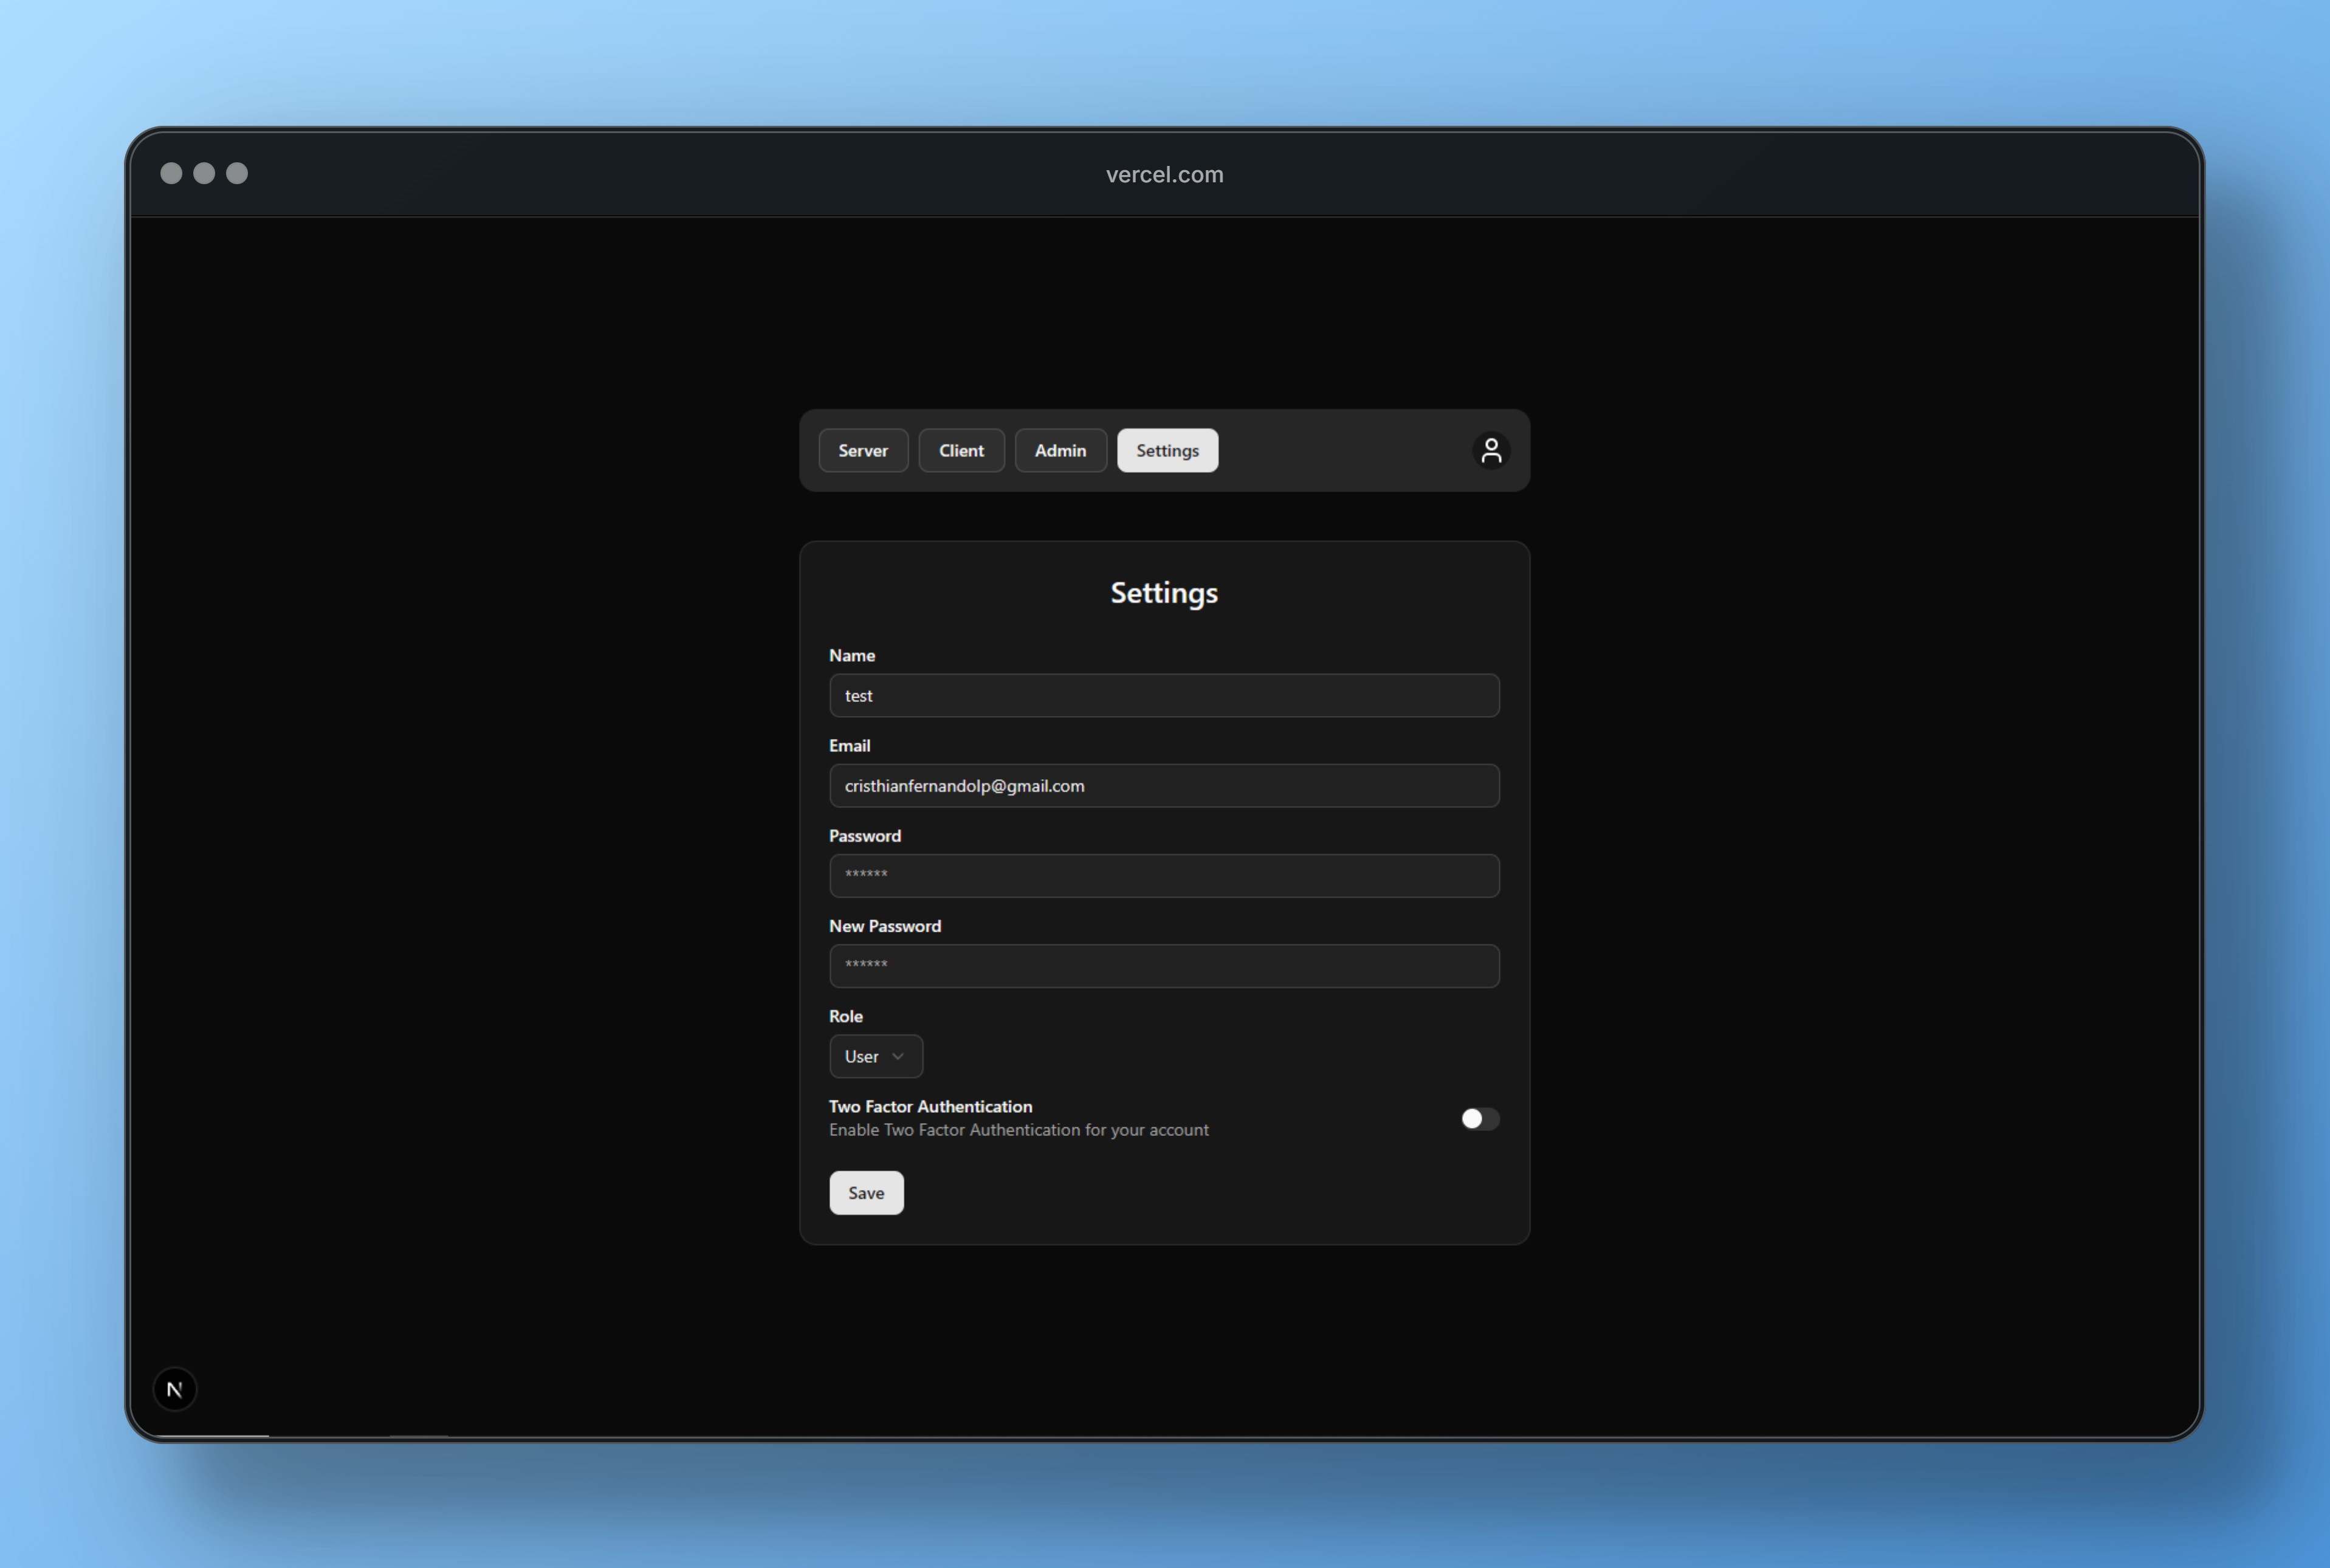 vercel.com
Server Client Admin Settings
Settings
Name
test
Email
cristhianfernandolp@gmail.com
Password
******
New Password
******
Role
User
Two Factor Authentication
Enable Two Factor Authentication for your account
Save
N